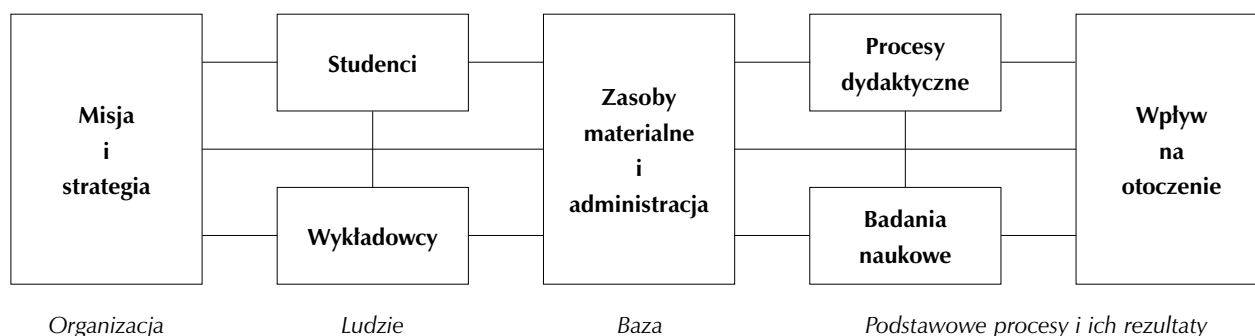 Misja
i
strategia
Studenci
Wykładowcy
Zasoby
materialne
i
administracja
Procesy
dydaktyczne
Badania
naukowe
Wpływ
na
otoczenie
Organizacja
Ludzie
Baza
Podstawowe procesy i ich rezultaty